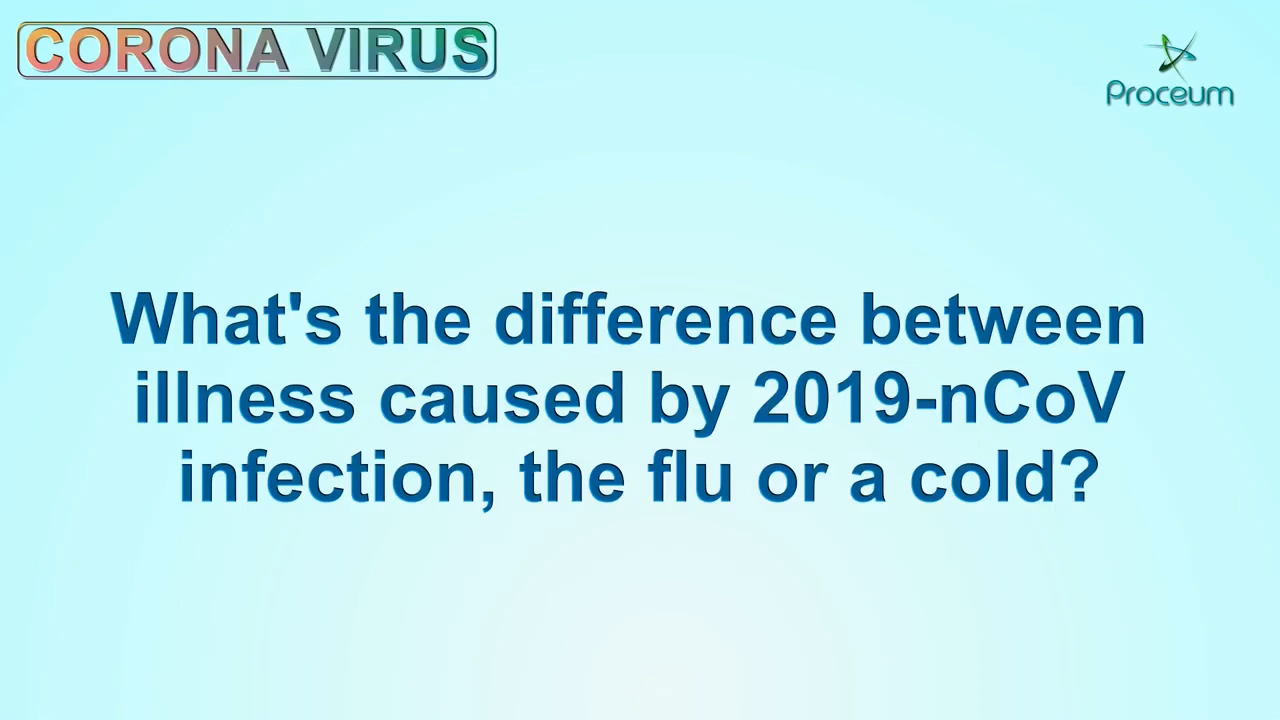 CORONA VIRUS
Proceum
What's the difference between
illness caused by 2019-nCoV
infection, the flu or a cold?